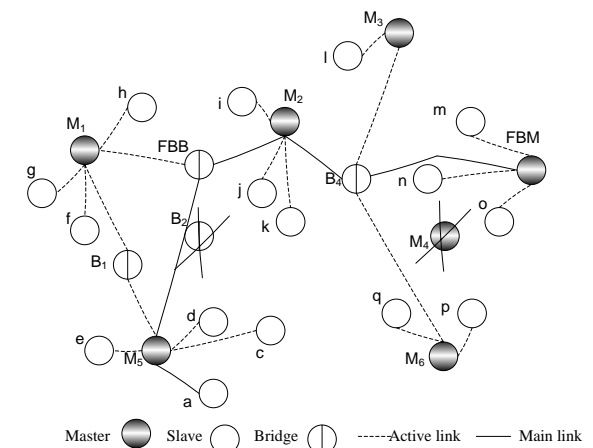 M3
l
h
i
M2
m
M1
FBB
FBM
g
B4
n
j
f
B2
k
o
M4
B1
q
p
d
e
c
M5
M6
a
Master
Slave
Bridge
Active link
Main link